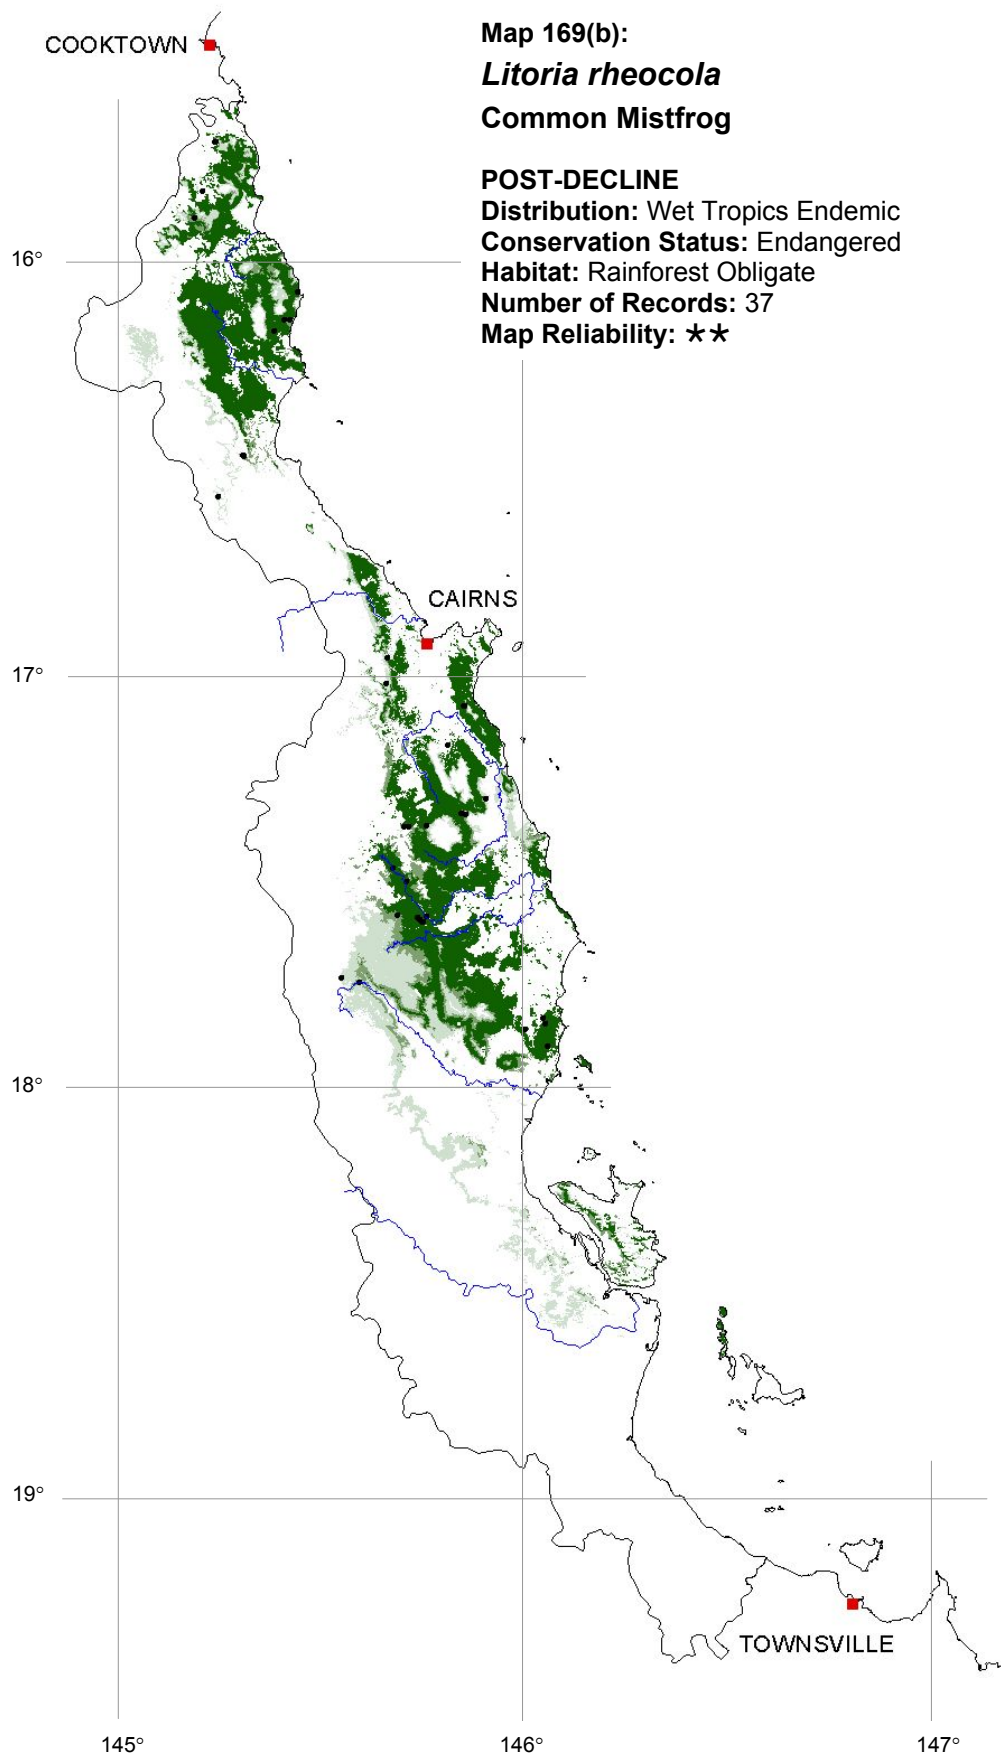 COOKTOWN
Map 169(b):
Litoria rheocola
Common Mistfrog
POST-DECLINE
Distribution: Wet Tropics Endemic
Conservation Status: Endangered
Habitat: Rainforest Obligate
Number of Records: 37
Map Reliability: **
16°
CAIRNS
17°
18°
19°
TOWNSVILLE
145°
146°
147°